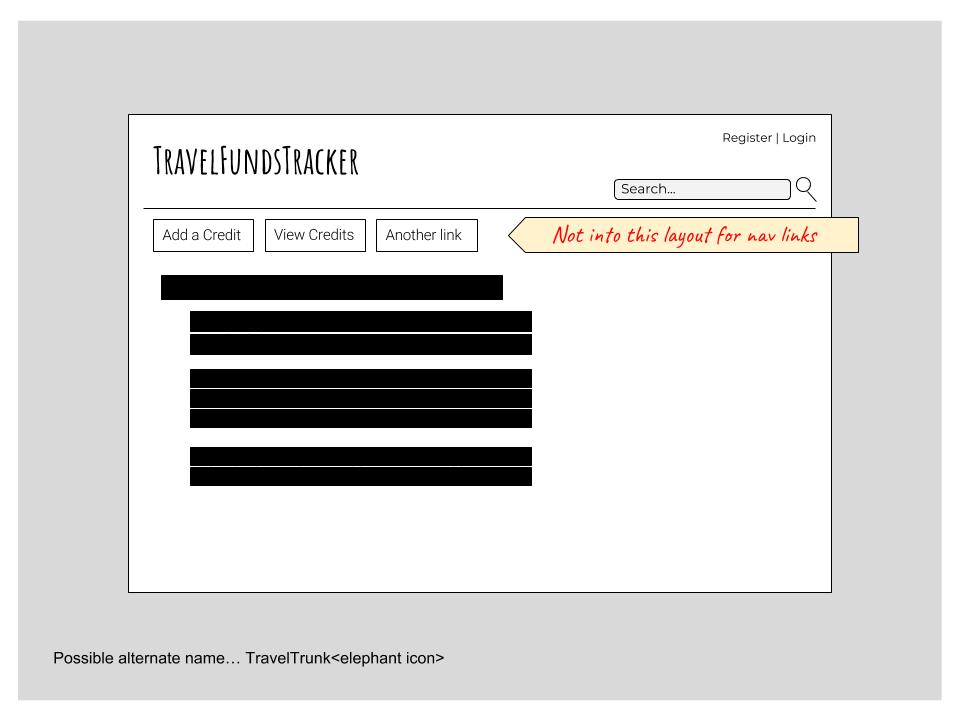 Register | Login
TravelFundsTracker
Search...
Add a Credit
View Credits
Another link
Not into this layout for nav links
Possible alternate name… TravelTrunk<elephant icon>